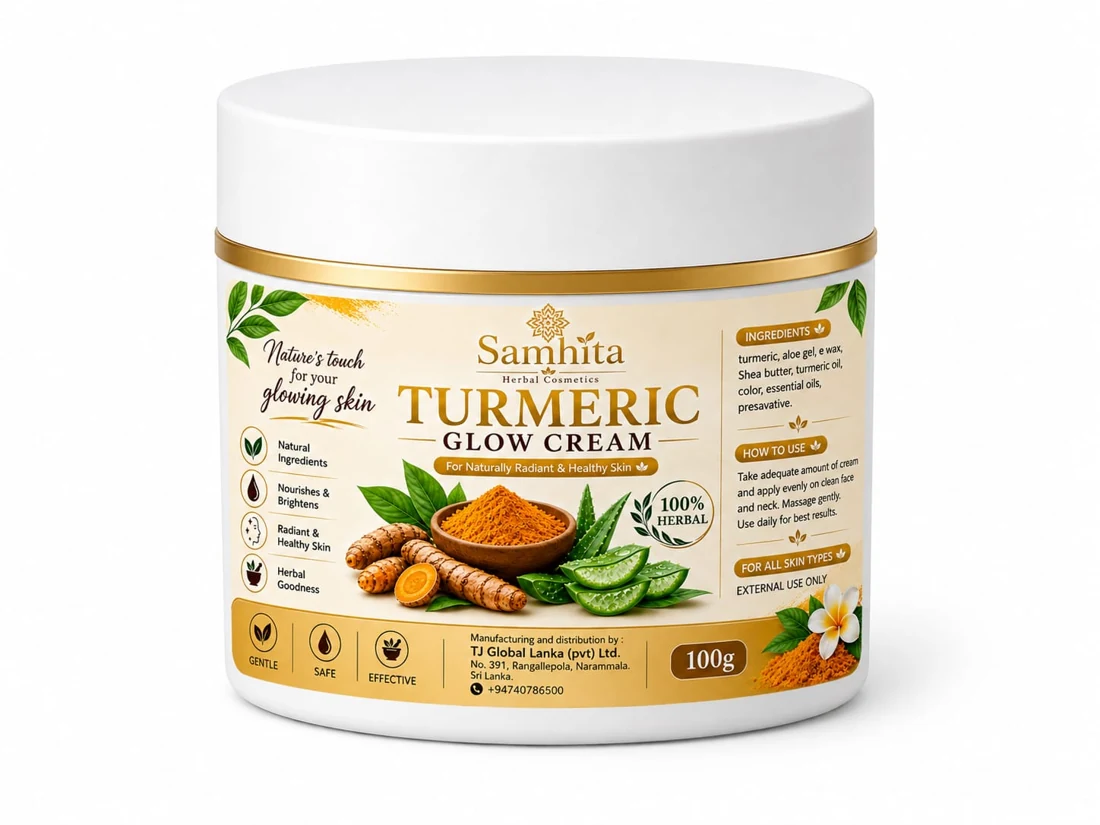 Nature's touch
for your
glowing skin
Natural
Ingredients
Nourishes &
Brightens
Radiant &
Healthy Skin
Herbal
Goodness
Samhita
Herbal Cosmetics
TURMERIC
GLOW CREAM
For Naturally Radiant & Healthy Skin
100%
HERBAL
INGREDIENTS
turmeric, aloe gel, e wax,
Shea butter, turmeric oil,
color, essential oils,
presavative.
HOW TO USE
Take adequate amount of cream
and apply evenly on clean face
and neck. Massage gently.
Use daily for best results.
FOR ALL SKIN TYPES
EXTERNAL USE ONLY
GENTLE
SAFE
EFFECTIVE
Manufacturing and distribution by :
TJ Global Lanka (pvt) Ltd.
No. 391, Rangallepola, Narammala.
Sri Lanka.
+94740786500
100g